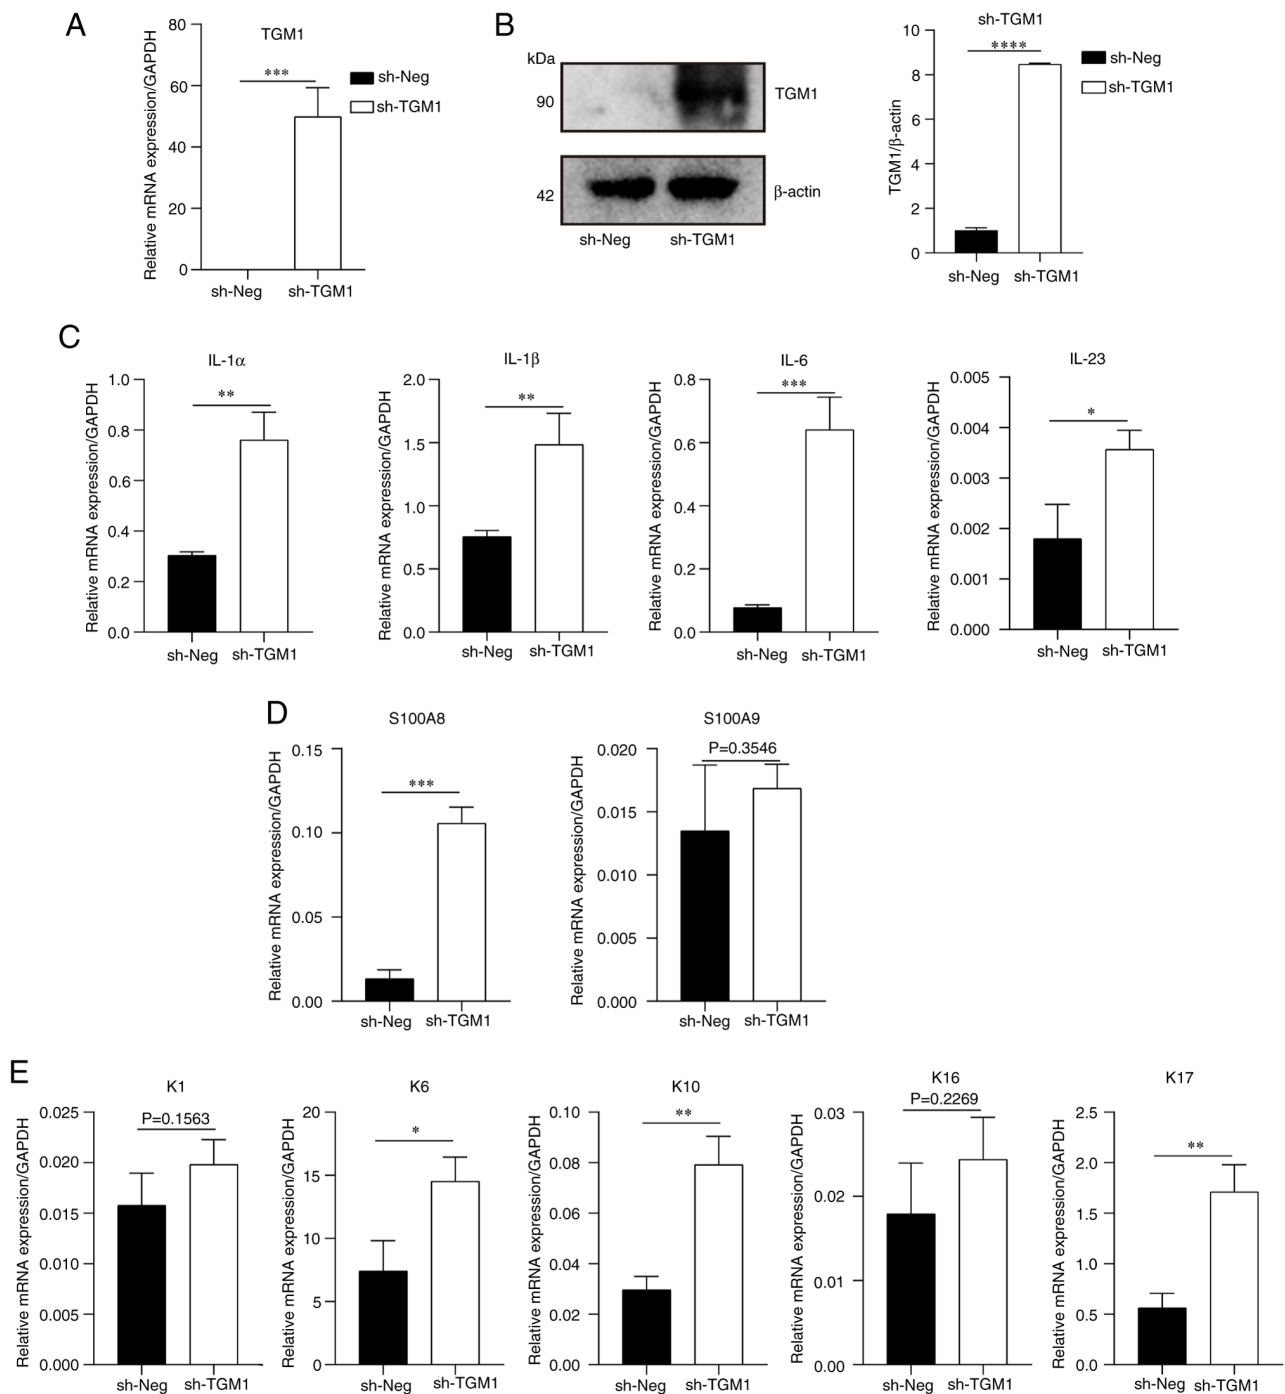 A
TGM1
Relative mRNA expression/GAPDH
80
60
40
20
0
***
sh-Neg
sh-TGM1
sh-Neg
sh-TGM1
B
kDa
90
TGM1
42
β-actin
sh-Neg
sh-TGM1
sh-TGM1
TGM1/β-actin
10
8
6
4
2
0
****
sh-Neg
sh-TGM1
sh-Neg
sh-TGM1
C
IL-1α
Relative mRNA expression/GAPDH
1.0
0.8
0.6
0.4
0.2
0.0
**
sh-Neg
sh-TGM1
IL-1β
Relative mRNA expression/GAPDH
2.0
1.5
1.0
0.5
0.0
**
sh-Neg
sh-TGM1
IL-6
Relative mRNA expression/GAPDH
0.8
0.6
0.4
0.2
0.0
***
sh-Neg
sh-TGM1
IL-23
Relative mRNA expression/GAPDH
0.005
0.004
0.003
0.002
0.001
0.000
*
sh-Neg
sh-TGM1
D
S100A8
Relative mRNA expression/GAPDH
0.15
0.10
0.05
0.00
***
sh-Neg
sh-TGM1
S100A9
Relative mRNA expression/GAPDH
0.020
0.015
0.010
0.005
0.000
P=0.3546
sh-Neg
sh-TGM1
E
K1
Relative mRNA expression/GAPDH
0.025
0.020
0.015
0.010
0.005
0.000
P=0.1563
sh-Neg
sh-TGM1
K6
Relative mRNA expression/GAPDH
20
15
10
5
0
*
sh-Neg
sh-TGM1
K10
Relative mRNA expression/GAPDH
0.10
0.08
0.06
0.04
0.02
0.00
**
sh-Neg
sh-TGM1
K16
Relative mRNA expression/GAPDH
0.03
0.02
0.01
0.00
P=0.2269
sh-Neg
sh-TGM1
K17
Relative mRNA expression/GAPDH
2.5
2.0
1.5
1.0
0.5
0.0
**
sh-Neg
sh-TGM1